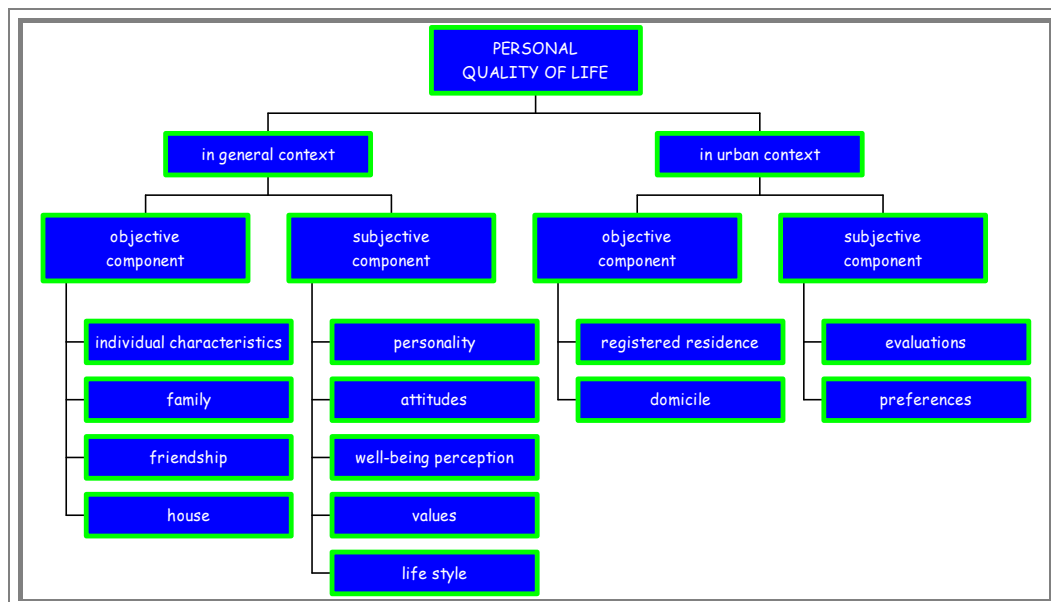 PERSONAL
QUALITY OF LIFE
in general context
in urban context
objective
component
subjective
component
objective
component
subjective
component
individual characteristics
personality
registered residence
evaluations
family
attitudes
domicile
preferences
friendship
well-being perception
house
values
life style